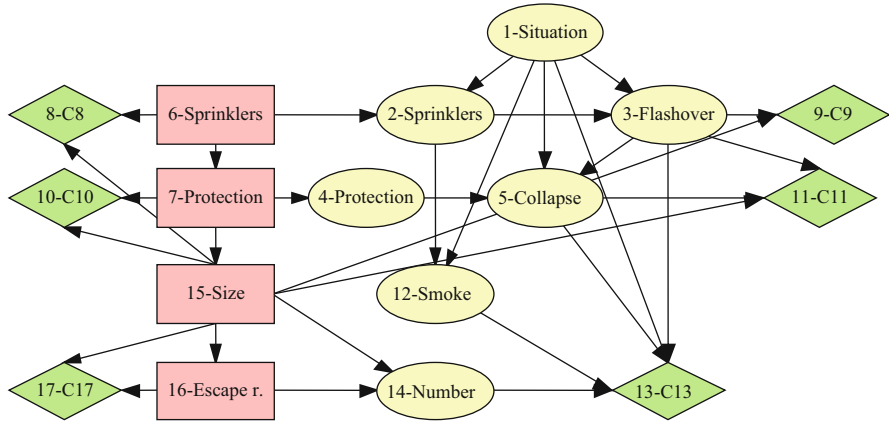 1-Situation
8-C8
6-Sprinklers
2-Sprinklers
3-Flashover
9-C9
10-C10
7-Protection
4-Protection
5-Collapse
11-C11
15-Size
12-Smoke
17-C17
16-Escape r.
14-Number
13-C13